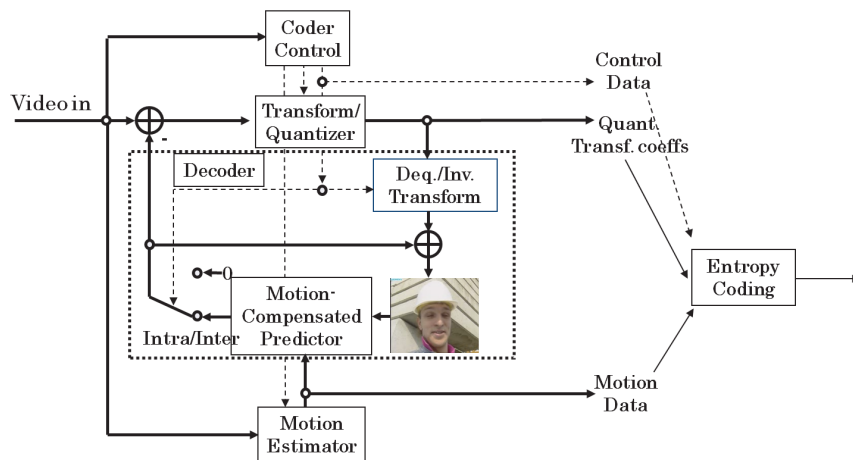 Coder
Control
Control
Data
Video in
Transform/
Quantizer
Quant
Transf. coeffs
-
Decoder
Deq./Inv.
Transform
Entropy
Coding
0
Motion-
Compensated
Predictor
Intra/Inter
Motion
Data
Motion
Estimator